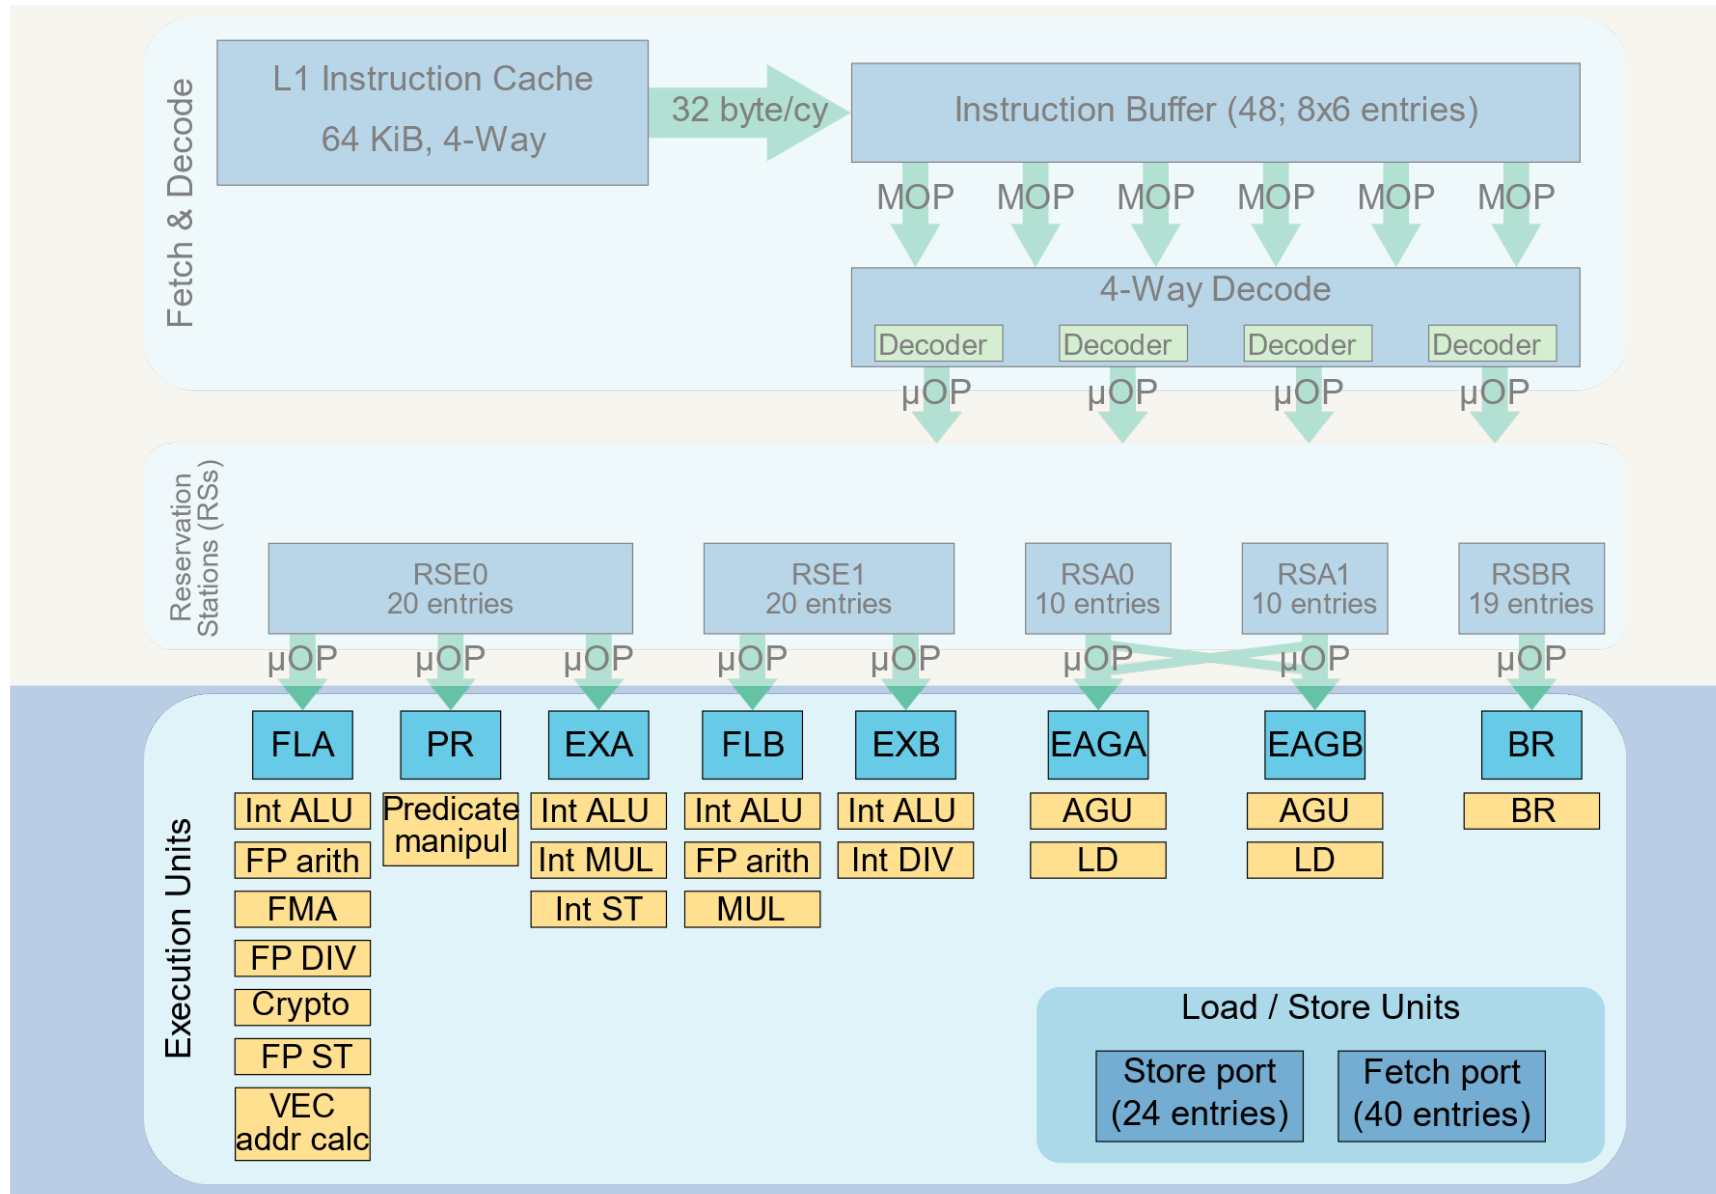 Fetch & Decode
L1 Instruction Cache
64 KiB, 4-Way
32 byte/cy
Instruction Buffer (48; 8x6 entries)
MOP MOP MOP MOP MOP MOP
4-Way Decode
Decoder Decoder Decoder Decoder
µOP µOP µOP µOP
Reservation
Stations (RSs)
RSE0
20 entries
RSE1
20 entries
RSA0
10 entries
RSA1
10 entries
RSBR
19 entries
µOP µOP µOP µOP µOP µOP µOP µOP
Execution Units
FLA
Int ALU
FP arith
FMA
FP DIV
Crypto
FP ST
VEC
addr calc
PR
Predicate
manipul
EXA
Int ALU
Int MUL
Int ST
FLB
Int ALU
FP arith
MUL
EXB
Int ALU
Int DIV
EAGA
AGU
LD
EAGB
AGU
LD
BR
BR
Load / Store Units
Store port
(24 entries)
Fetch port
(40 entries)